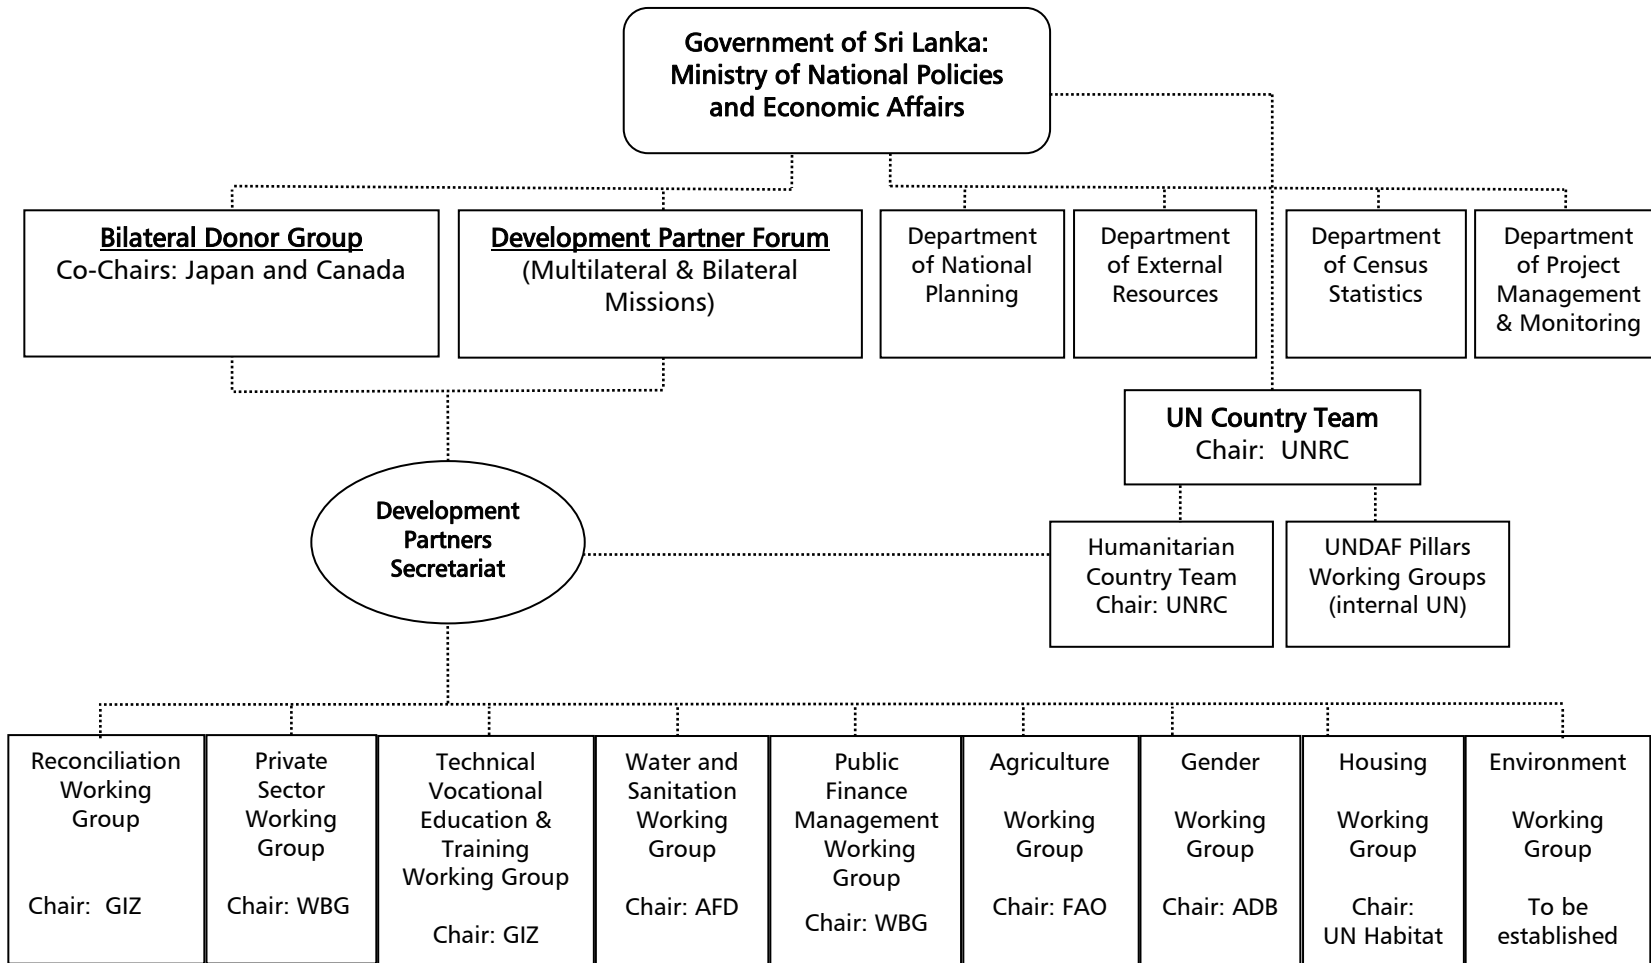 Government of Sri Lanka:
Ministry of National Policies
and Economic Affairs
Bilateral Donor Group
Co-Chairs: Japan and Canada
Development Partner Forum
(Multilateral & Bilateral
Missions)
Department
of National
Planning
Department
of External
Resources
Department
of Census
Statistics
Department
of Project
Management
& Monitoring
UN Country Team
Chair: UNRC
Development
Partners
Secretariat
Humanitarian
Country Team
Chair: UNRC
UNDAF Pillars
Working Groups
(internal UN)
Reconciliation
Working
Group
Chair: GIZ
Private
Sector
Working
Group
Chair: WBG
Technical
Vocational
Education &
Training
Working Group
Chair: GIZ
Water and
Sanitation
Working
Group
Chair: AFD
Public
Finance
Management
Working
Group
Chair: WBG
Agriculture
Working
Group
Chair: FAO
Gender
Working
Group
Chair: ADB
Housing
Working
Group
Chair:
UN Habitat
Environment
Working
Group
To be
established